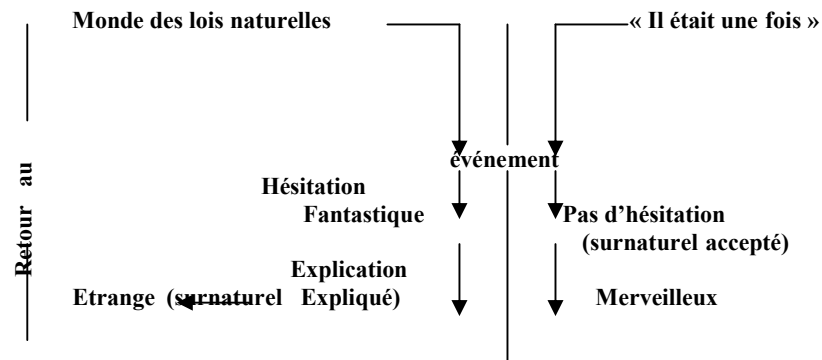 Monde des lois naturelles
« Il était une fois »
événement
Hésitation
Fantastique
Pas d’hésitation
(surnaturel accepté)
Explication
Etrange (surnaturel Expliqué)
Merveilleux
Retour au